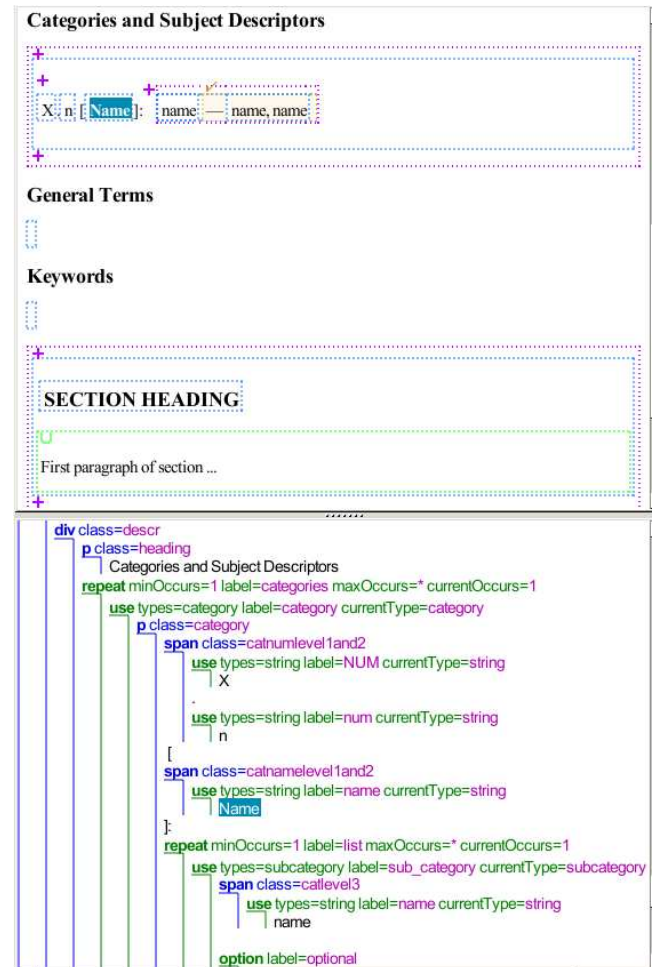 Categories and Subject Descriptors
X. n [ Name ]: name — name, name
General Terms
Keywords
SECTION HEADING
First paragraph of section ...
div class=descr
p class=heading
Categories and Subject Descriptors
repeat minOccurs=1 label=categories maxOccurs=* currentOccurs=1
use types=category label=category currentType=category
p class=category
span class=catnumlevel1and2
use types=string label=NUM currentType=string
X
.
use types=string label=num currentType=string
n
[
span class=catnamelevel1and2
use types=string label=name currentType=string
Name
]:
repeat minOccurs=1 label=list maxOccurs=* currentOccurs=1
use types=subcategory label=sub_category currentType=subcategory
span class=catlevel3
use types=string label=name currentType=string
name
option label=optional